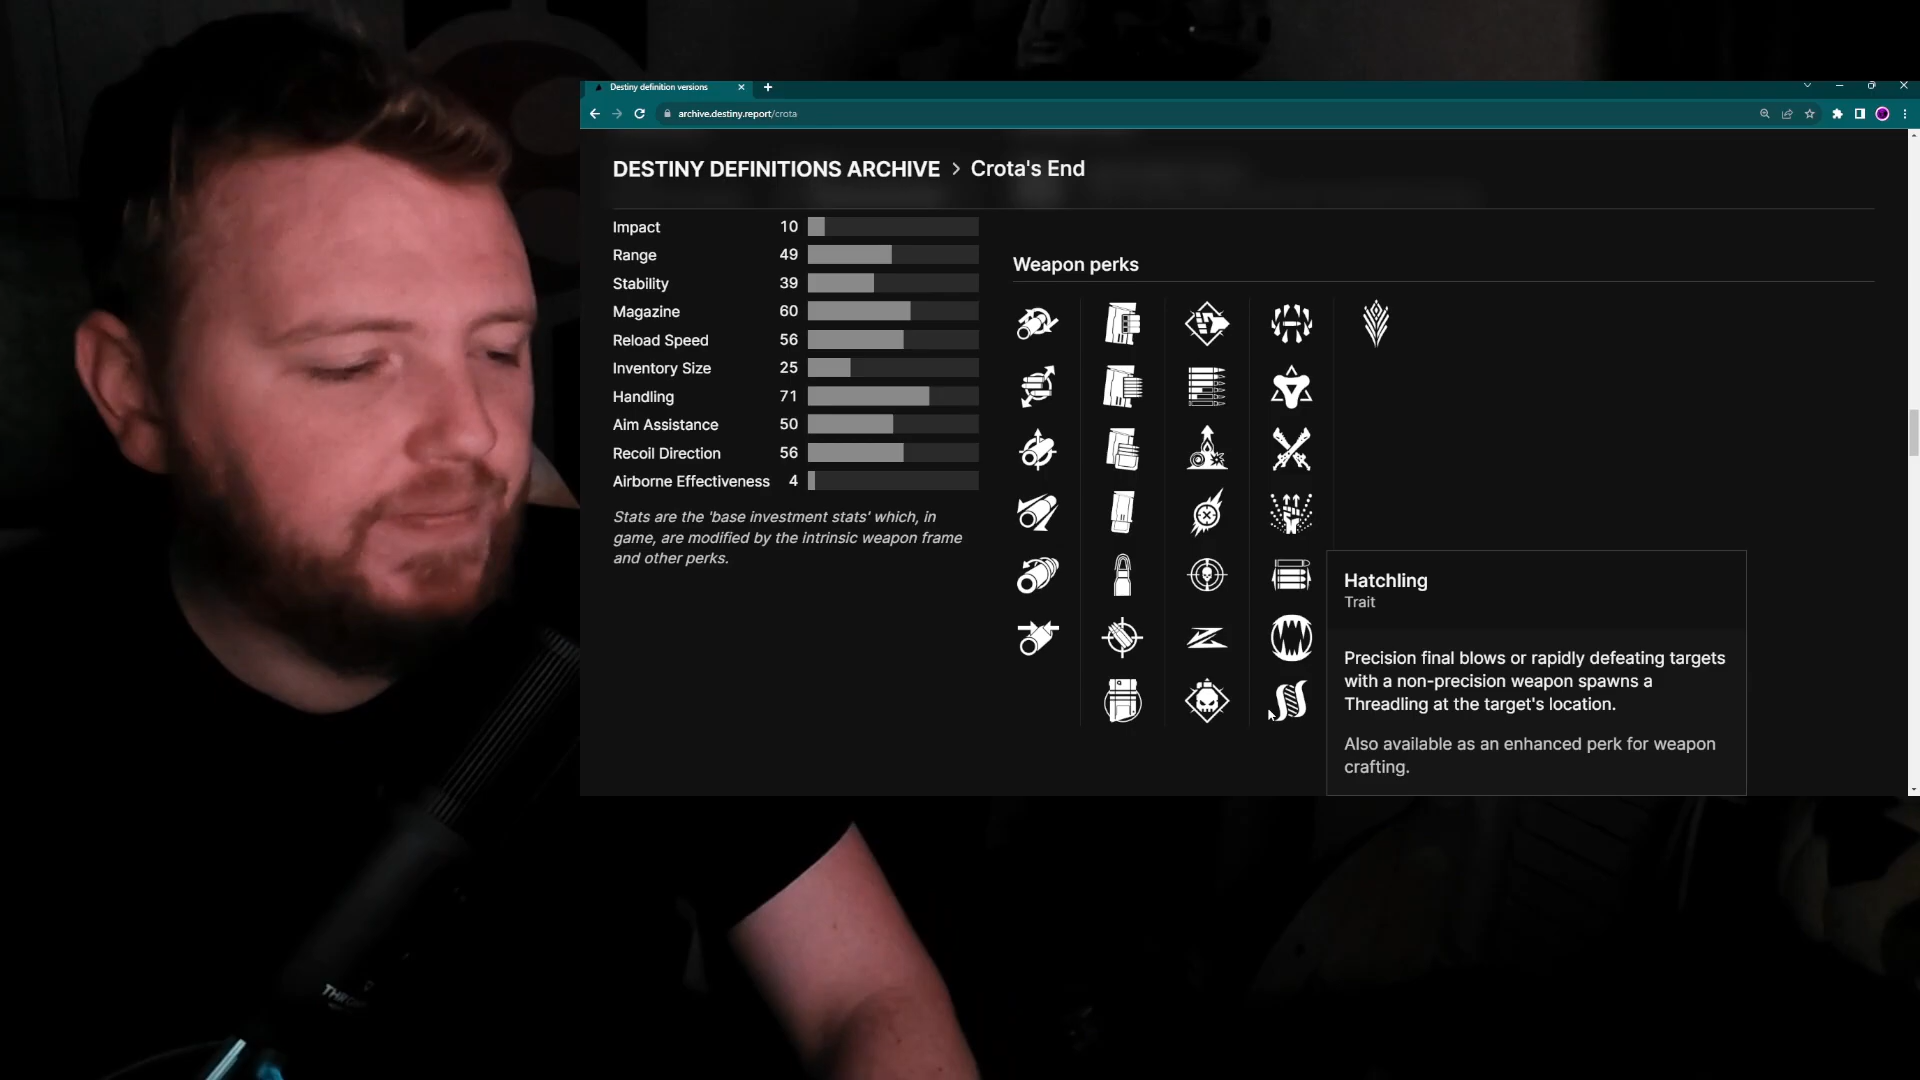 Destiny definition versions
archive.destiny.report/crota
DESTINY DEFINITIONS ARCHIVE > Crota's End
Impact 10
Range 49
Stability 39
Magazine 60
Reload Speed 56
Inventory Size 25
Handling 71
Aim Assistance 50
Recoil Direction 56
Airborne Effectiveness 4
Stats are the 'base investment stats' which, in
game, are modified by the intrinsic weapon frame
and other perks.
Weapon perks
Hatchling
Trait
Precision final blows or rapidly defeating targets
with a non-precision weapon spawns a
Threadling at the target's location.
Also available as an enhanced perk for weapon
crafting.